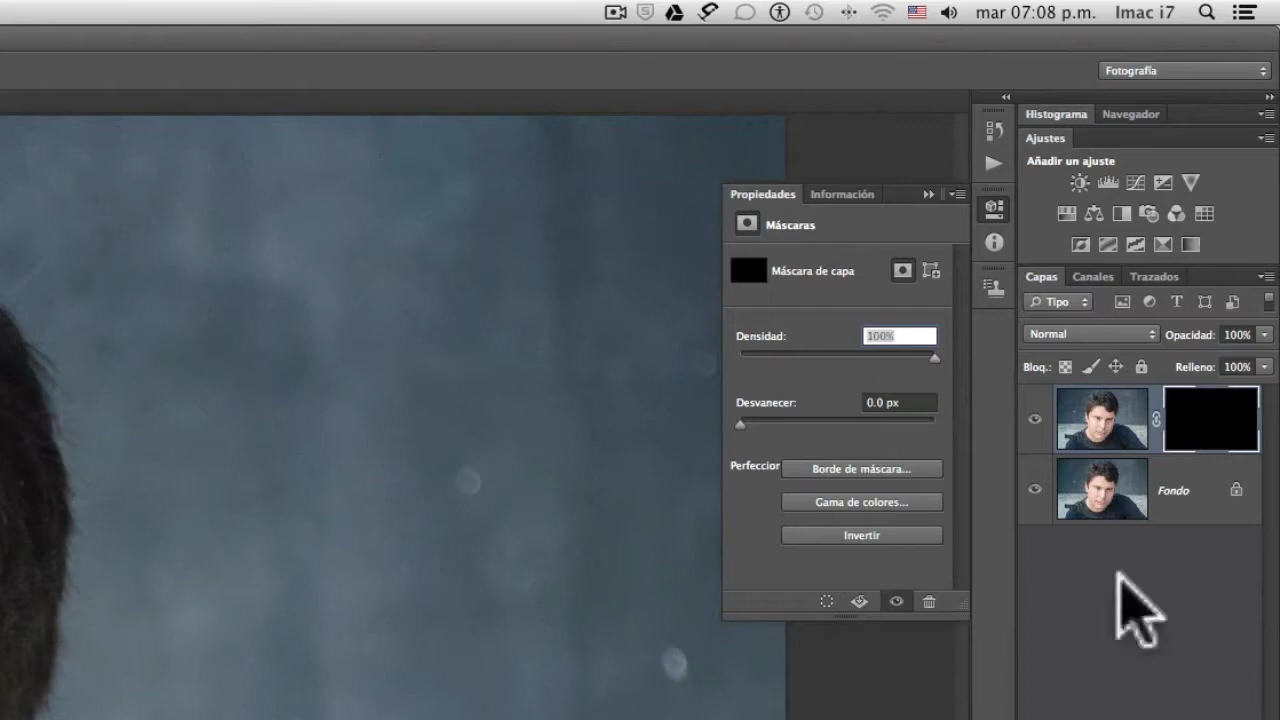 mar 07:08 p.m. Imac i7
Fotografía
Histograma Navegador
Ajustes
Añadir un ajuste
Propiedades Información
Máscaras
Máscara de capa
Densidad: 100%
Desvanecer: 0.0 px
Perfeccior Borde de máscara...
Gama de colores...
Invertir
Capas Canales Trazados
Tipo
Normal Opacidad: 100%
Bloq.: Relleno: 100%
Fondo